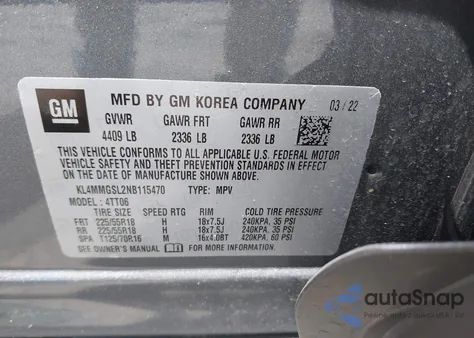 GM
MFD BY GM KOREA COMPANY 03/22
GVWR GAWR FRT GAWR RR
4409 LB 2336 LB 2336 LB
THIS VEHICLE CONFORMS TO ALL APPLICABLE U.S. FEDERAL MOTOR
VEHICLE SAFETY AND THEFT PREVENTION STANDARDS IN EFFECT
ON THE DATE OF MANUFACTURE SHOWN ABOVE.
KL4MMGSL2NB115470 TYPE: MPV
MODEL: 4TT06
TIRE SIZE SPEED RTG RIM COLD TIRE PRESSURE
FRT 225/55R18 H 18x7.5J 240KPA, 35 PSI
RR 225/55R18 H 18x7.5J 240KPA, 35 PSI
SPA T125/70R16 M 16x4.0BT 420KPA, 60 PSI
SEE OWNER'S MANUAL
autoSnap